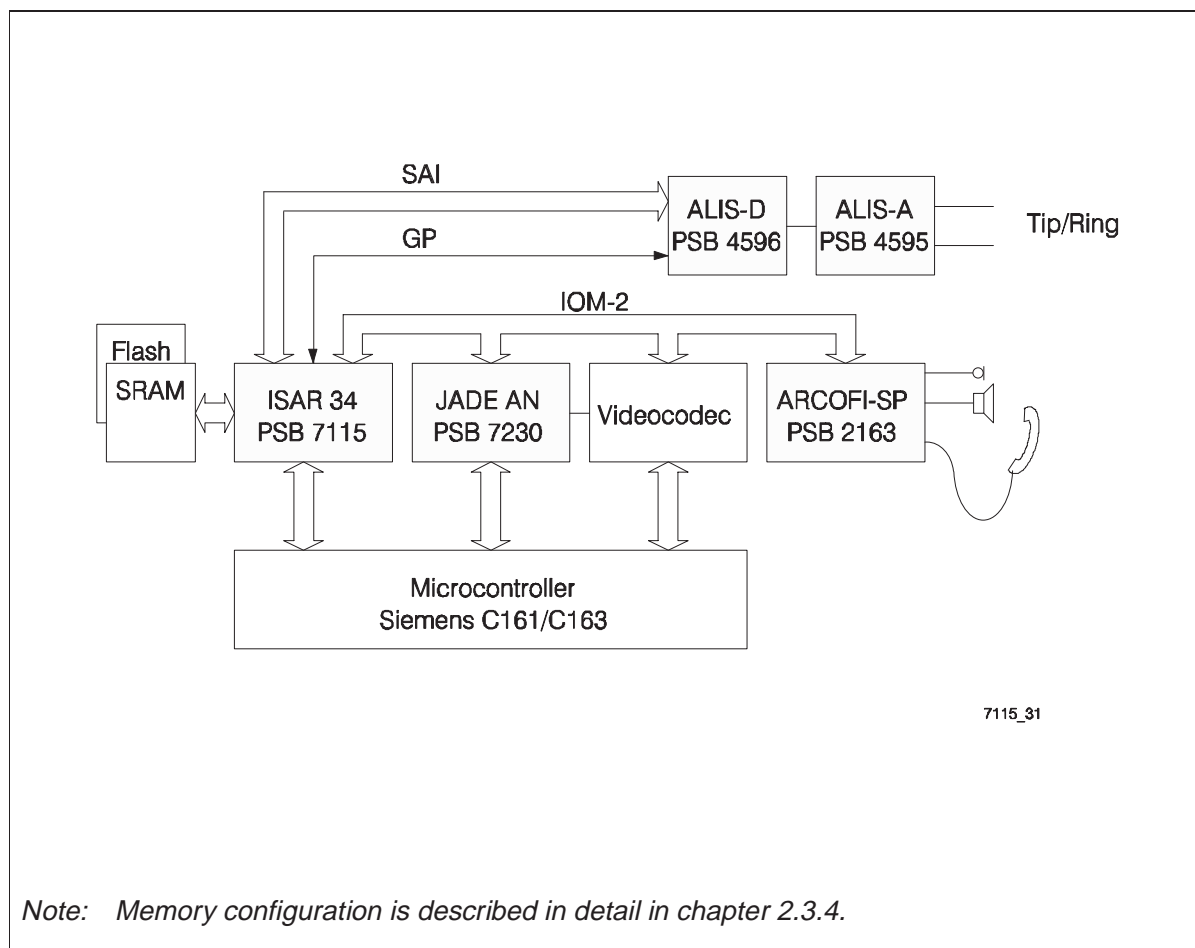 SAI
ALIS-D
PSB 4596
ALIS-A
PSB 4595
Tip/Ring
GP
IOM-2
Flash
SRAM
ISAR 34
PSB 7115
JADE AN
PSB 7230
Videocodec
ARCOFI-SP
PSB 2163
Microcontroller
Siemens C161/C163
7115_31
Note: Memory configuration is described in detail in chapter 2.3.4.